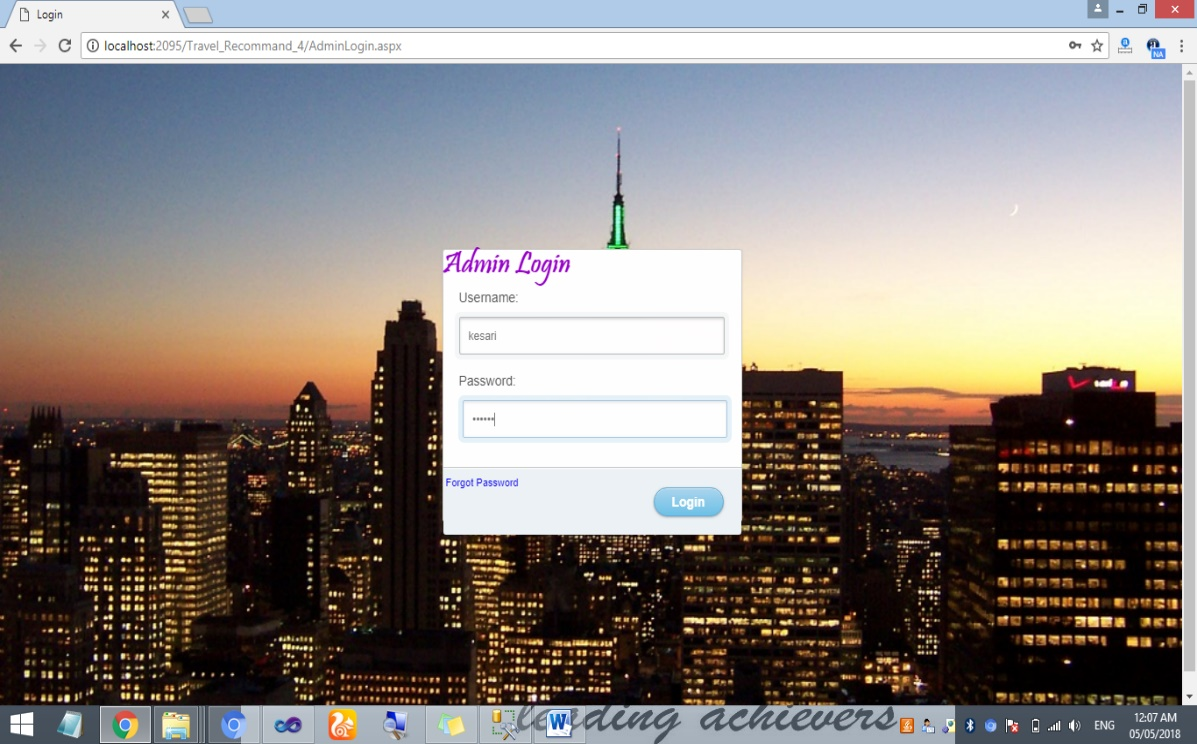 Login
localhost:2095/Travel_Recommand_4/AdminLogin.aspx
NA
Admin Login
Username:
kesari
Password:
••••••
Forgot Password
Login
leading achievers
ENG
12:07 AM
05/05/2018